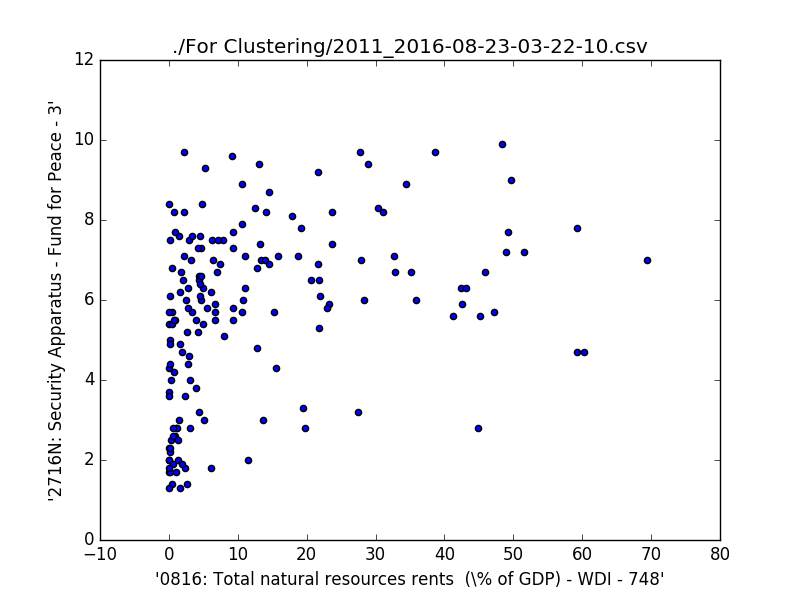 ./For Clustering/2011_2016-08-23-03-22-10.csv
12
10
8
6
4
2
0
'2716N: Security Apparatus - Fund for Peace - 3'
−10 0 10 20 30 40 50 60 70 80
'0816: Total natural resources rents (\% of GDP) - WDI - 748'